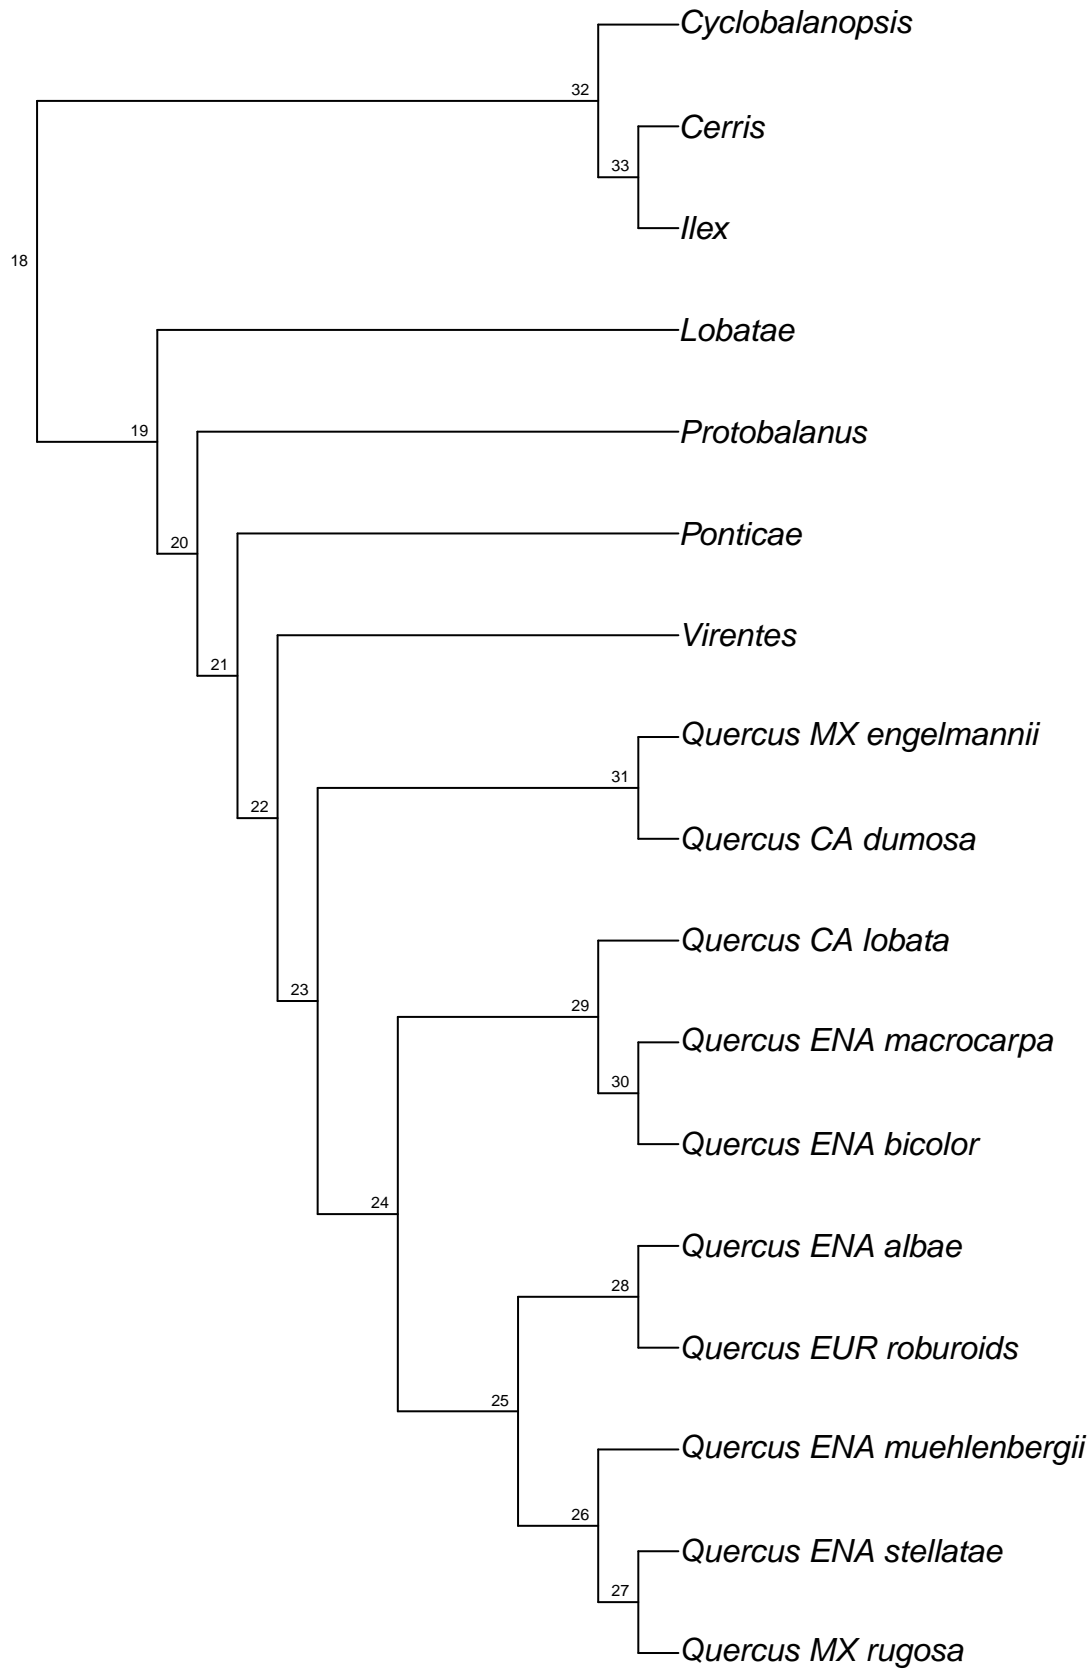 Cyclobalanopsis
32
Cerris
33
Ilex
18
Lobatae
19
Protobalanus
20
Ponticae
21
Virentes
Quercus MX engelmannii
31
22
Quercus CA dumosa
Quercus CA lobata
23
29
Quercus ENA macrocarpa
30
Quercus ENA bicolor
24
Quercus ENA albae
28
Quercus EUR roburoids
25
Quercus ENA muehlenbergii
26
Quercus ENA stellatae
27
Quercus MX rugosa